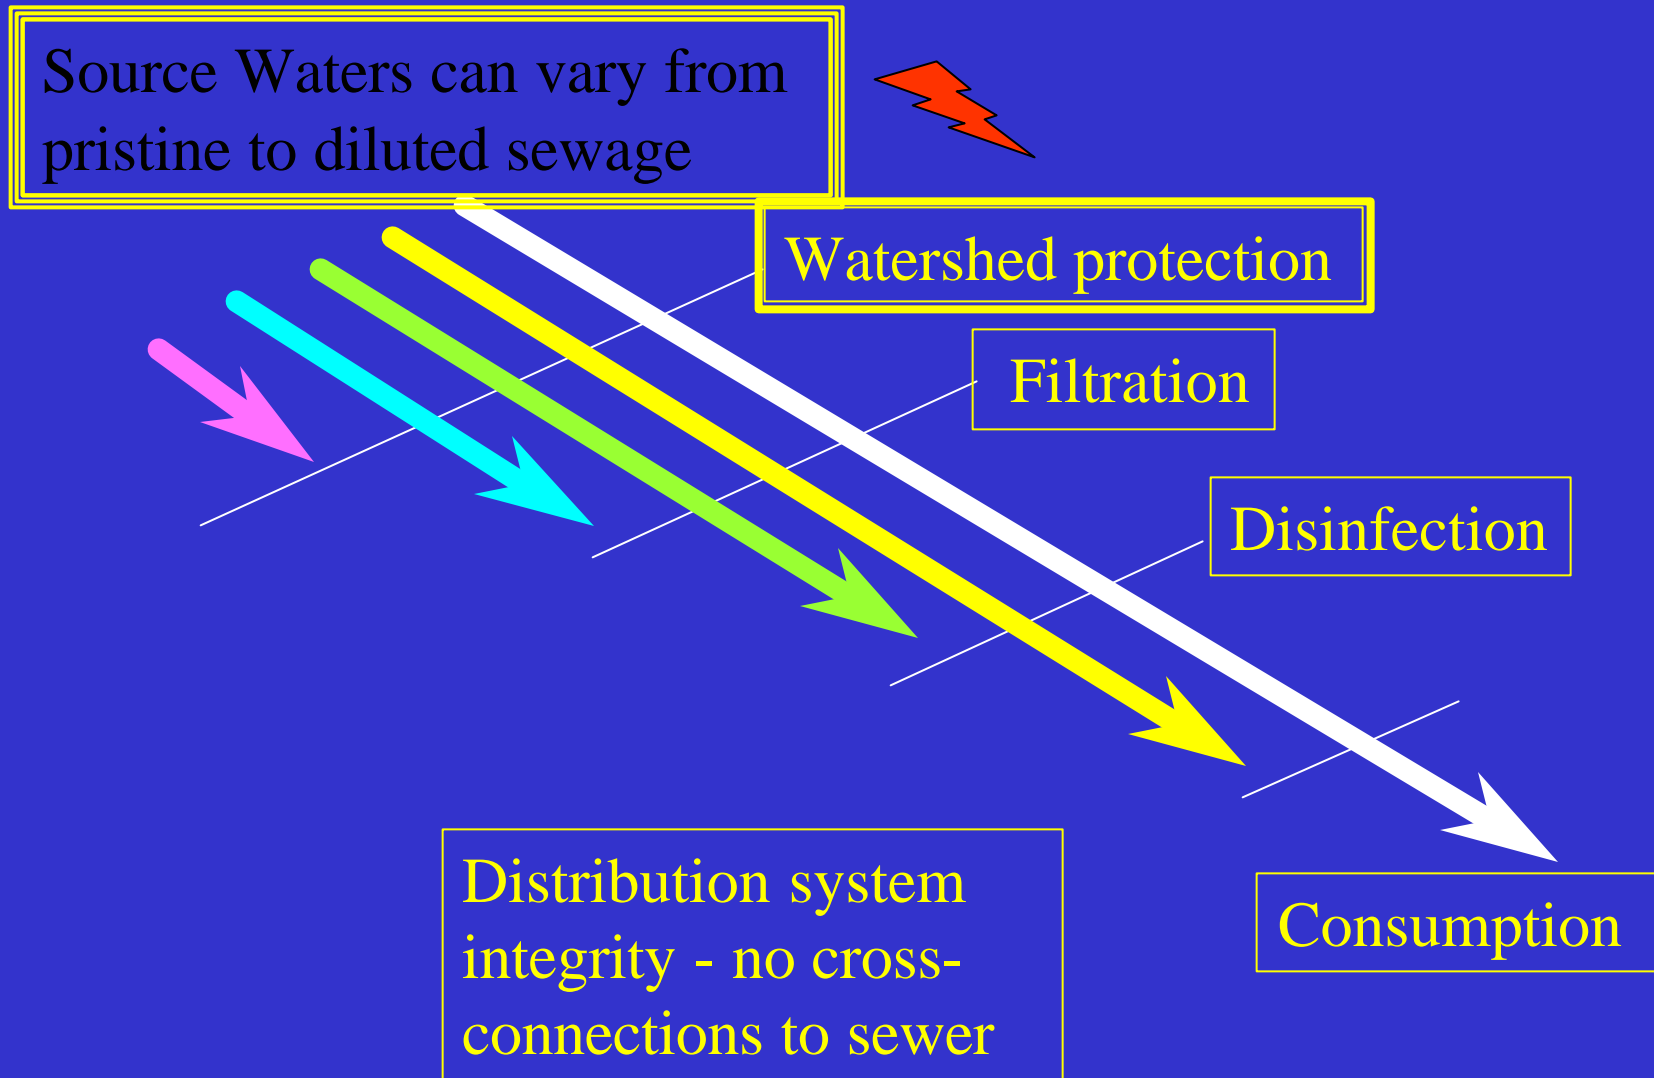 Source Waters can vary from
pristine to diluted sewage
Watershed protection
Filtration
Disinfection
Distribution system
integrity - no cross-
connections to sewer
Consumption